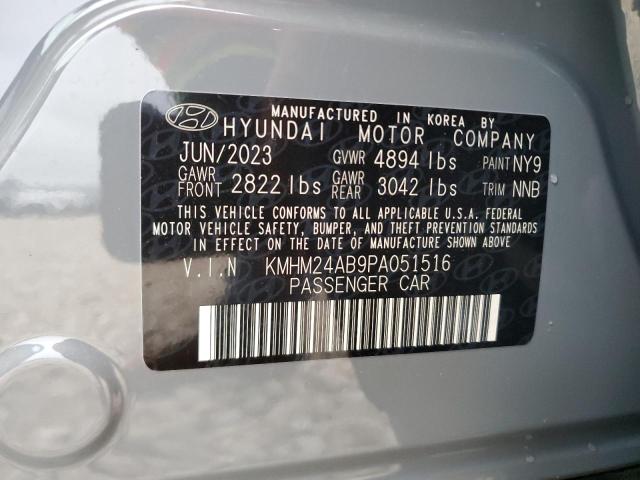 MANUFACTURED IN KOREA BY
HYUNDAI MOTOR COMPANY
JUN/2023 GVWR 4894 lbs PAINT NY9
GAWR FRONT 2822 lbs GAWR REAR 3042 lbs TRIM NNB
THIS VEHICLE CONFORMS TO ALL APPLICABLE U.S.A. FEDERAL
MOTOR VEHICLE SAFETY, BUMPER, AND THEFT PREVENTION STANDARDS
IN EFFECT ON THE DATE OF MANUFACTURE SHOWN ABOVE
V.I.N KMHM24AB9PA051516
PASSENGER CAR